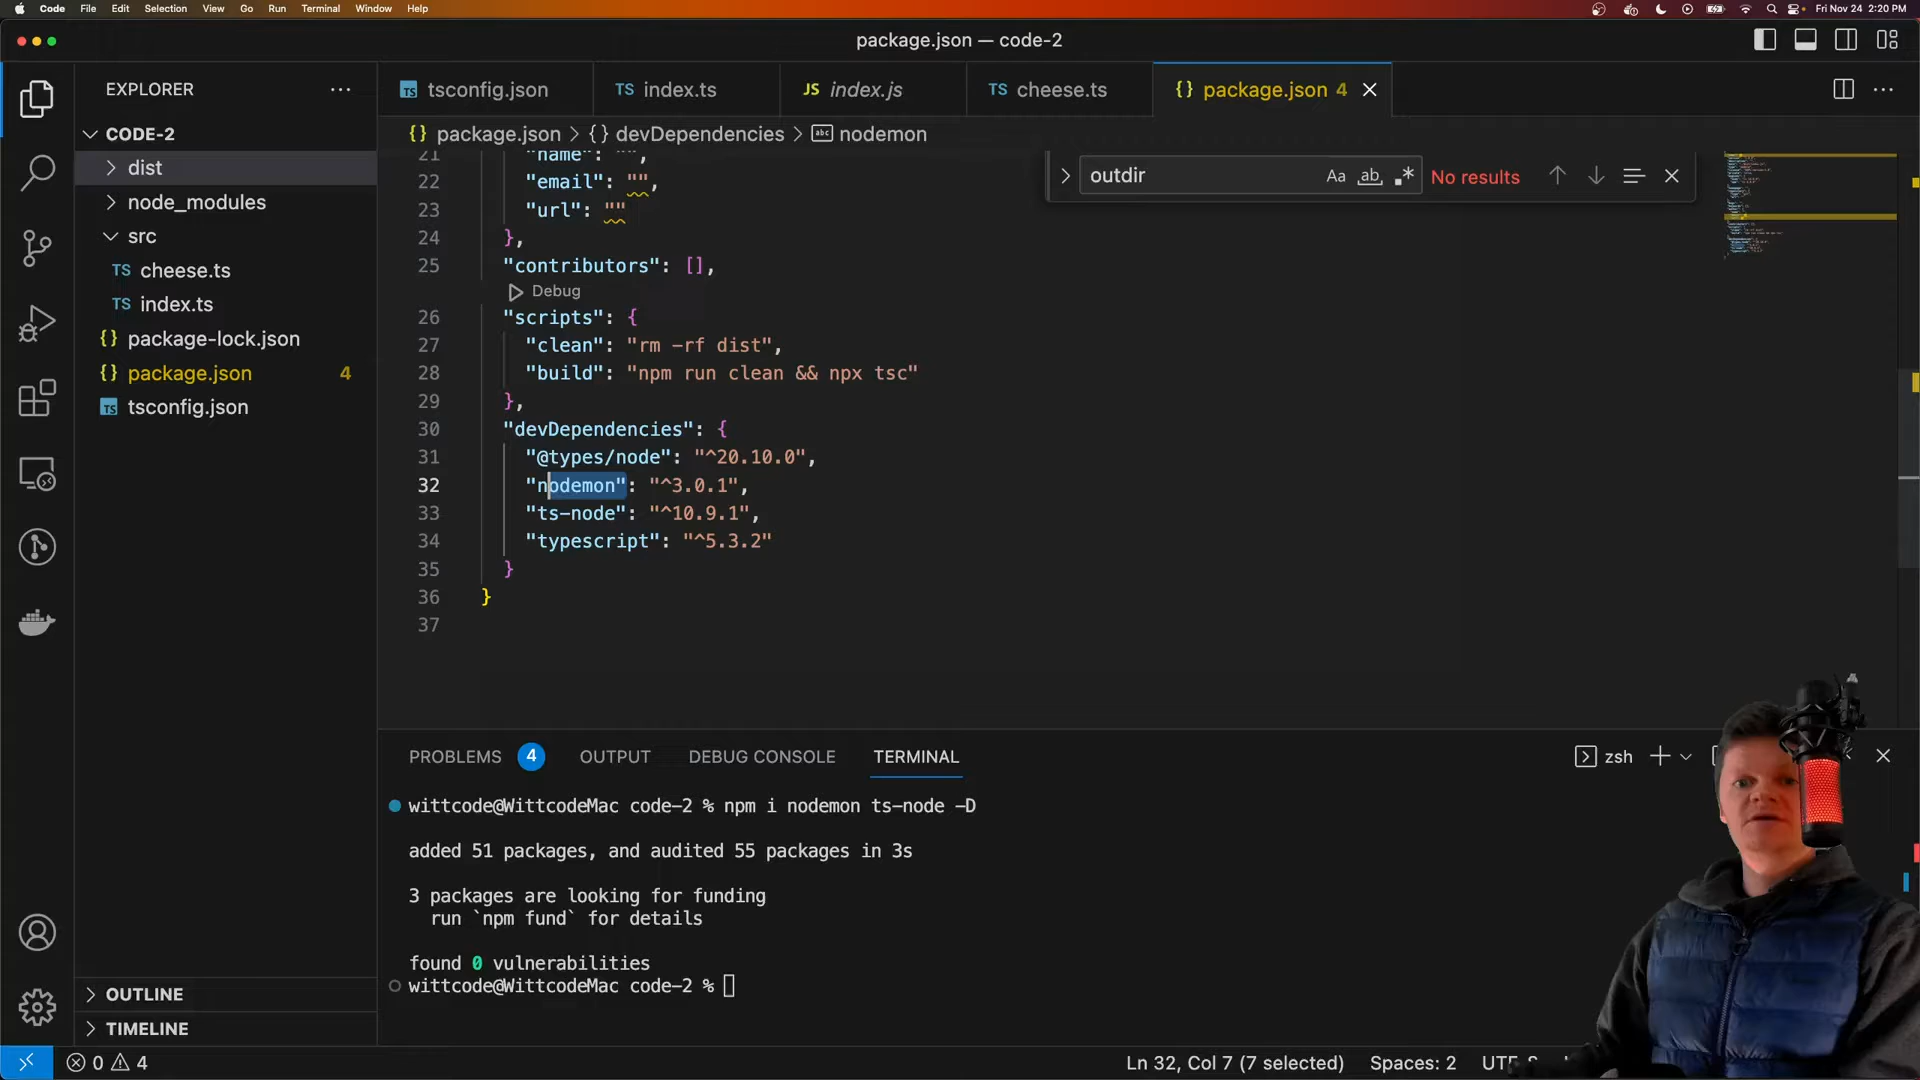 Code File Edit Selection View Go Run Terminal Window Help
Fri Nov 24 2:20 PM
package.json — code-2
EXPLORER
CODE-2
dist
node_modules
src
TS cheese.ts
TS index.ts
{} package-lock.json
{} package.json 4
TS tsconfig.json
OUTLINE
TIMELINE
TS tsconfig.json
TS index.ts
JS index.js
TS cheese.ts
{} package.json 4
{} package.json > {} devDependencies > abc nodemon
outdir
Aa ab .* No results
21 "name": "",
22 "email": "",
23 "url": ""
24 },
25 "contributors": [],
Debug
26 "scripts": {
27 "clean": "rm -rf dist",
28 "build": "npm run clean && npx tsc"
29 },
30 "devDependencies": {
31 "@types/node": "^20.10.0",
32 "nodemon": "^3.0.1",
33 "ts-node": "^10.9.1",
34 "typescript": "^5.3.2"
35 }
36 }
37
PROBLEMS 4 OUTPUT DEBUG CONSOLE TERMINAL
zsh
wittcode@WittcodeMac code-2 % npm i nodemon ts-node -D
added 51 packages, and audited 55 packages in 3s
3 packages are looking for funding
run `npm fund` for details
found 0 vulnerabilities
wittcode@WittcodeMac code-2 %
0 4
Ln 32, Col 7 (7 selected) Spaces: 2